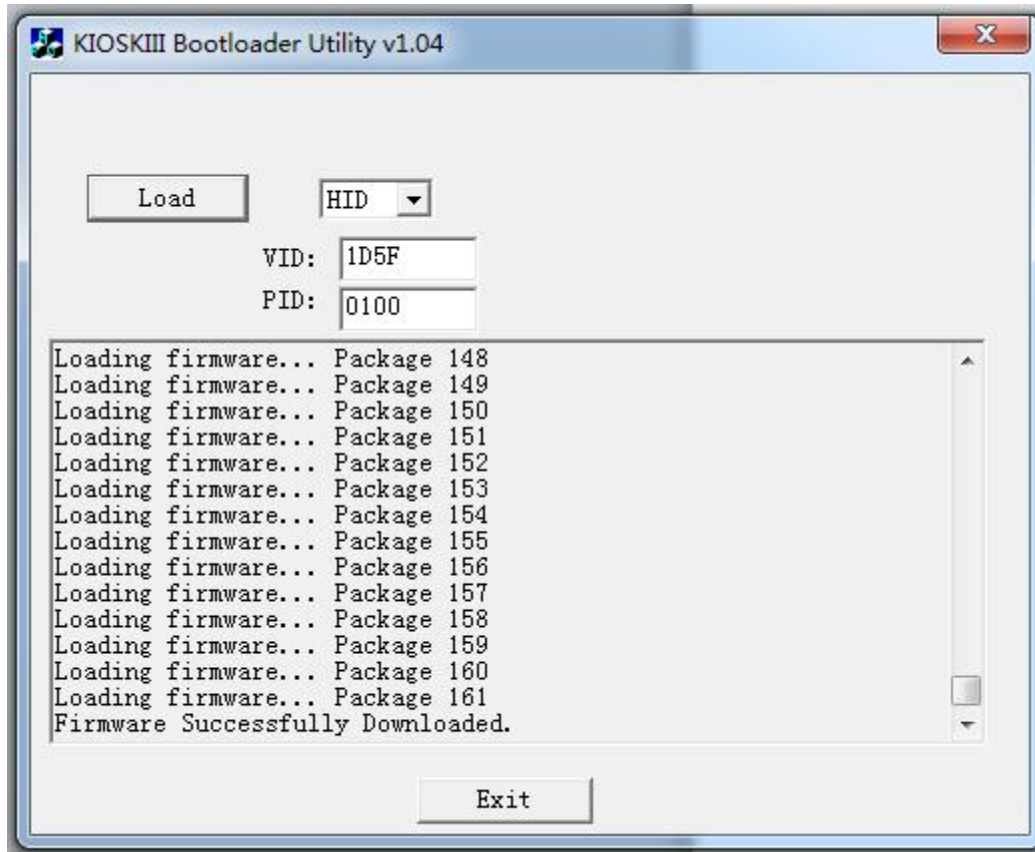 KIOSKIII Bootloader Utility v1.04
Load
HID
VID: 1D5F
PID: 0100
Loading firmware... Package 148
Loading firmware... Package 149
Loading firmware... Package 150
Loading firmware... Package 151
Loading firmware... Package 152
Loading firmware... Package 153
Loading firmware... Package 154
Loading firmware... Package 155
Loading firmware... Package 156
Loading firmware... Package 157
Loading firmware... Package 158
Loading firmware... Package 159
Loading firmware... Package 160
Loading firmware... Package 161
Firmware Successfully Downloaded.
Exit